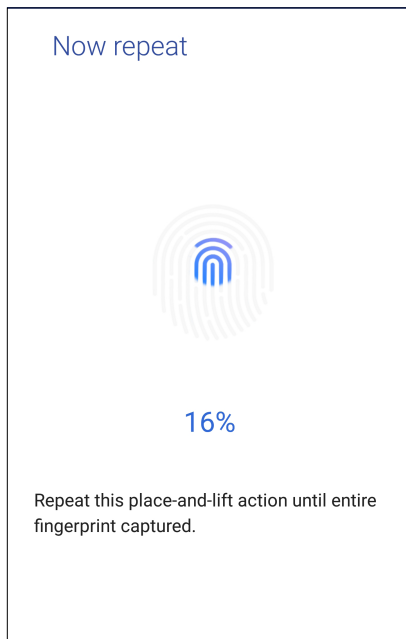 Now repeat
16%
Repeat this place-and-lift action until entire
fingerprint captured.